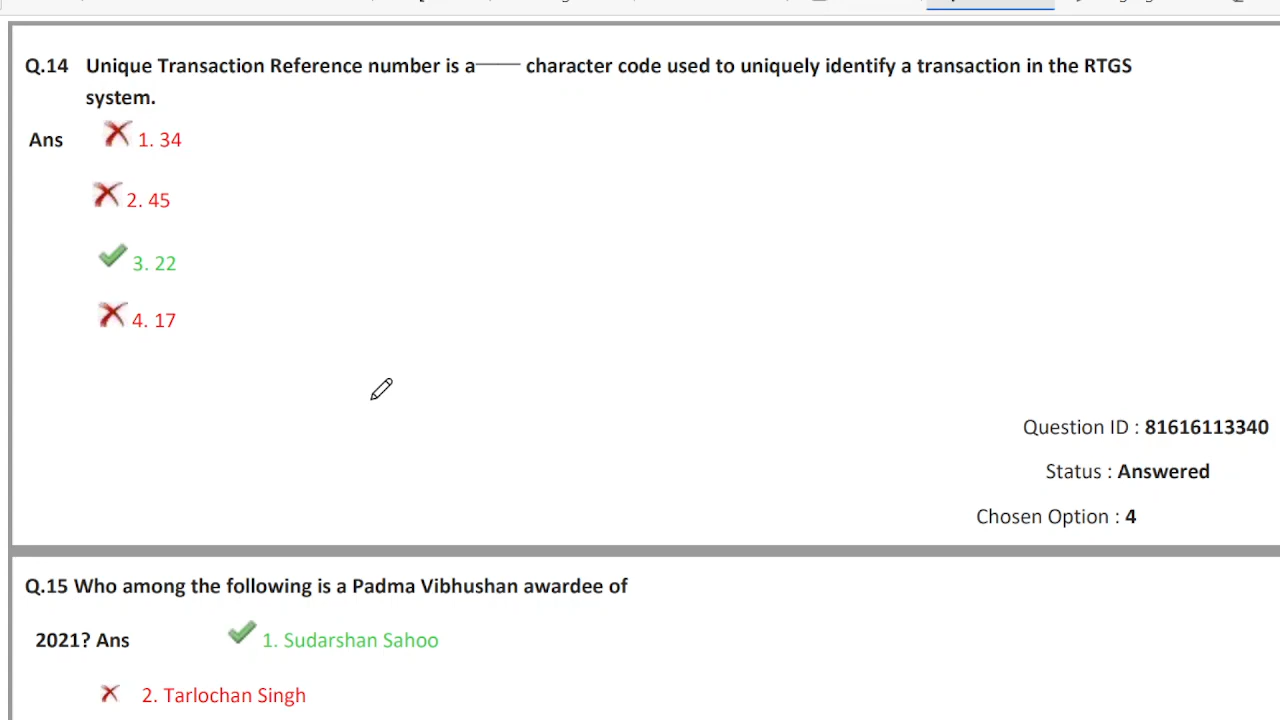 Q.14 Unique Transaction Reference number is a—— character code used to uniquely identify a transaction in the RTGS
system.
Ans 1. 34
2. 45
3. 22
4. 17
Question ID : 81616113340
Status : Answered
Chosen Option : 4
Q.15 Who among the following is a Padma Vibhushan awardee of
2021? Ans 1. Sudarshan Sahoo
2. Tarlochan Singh